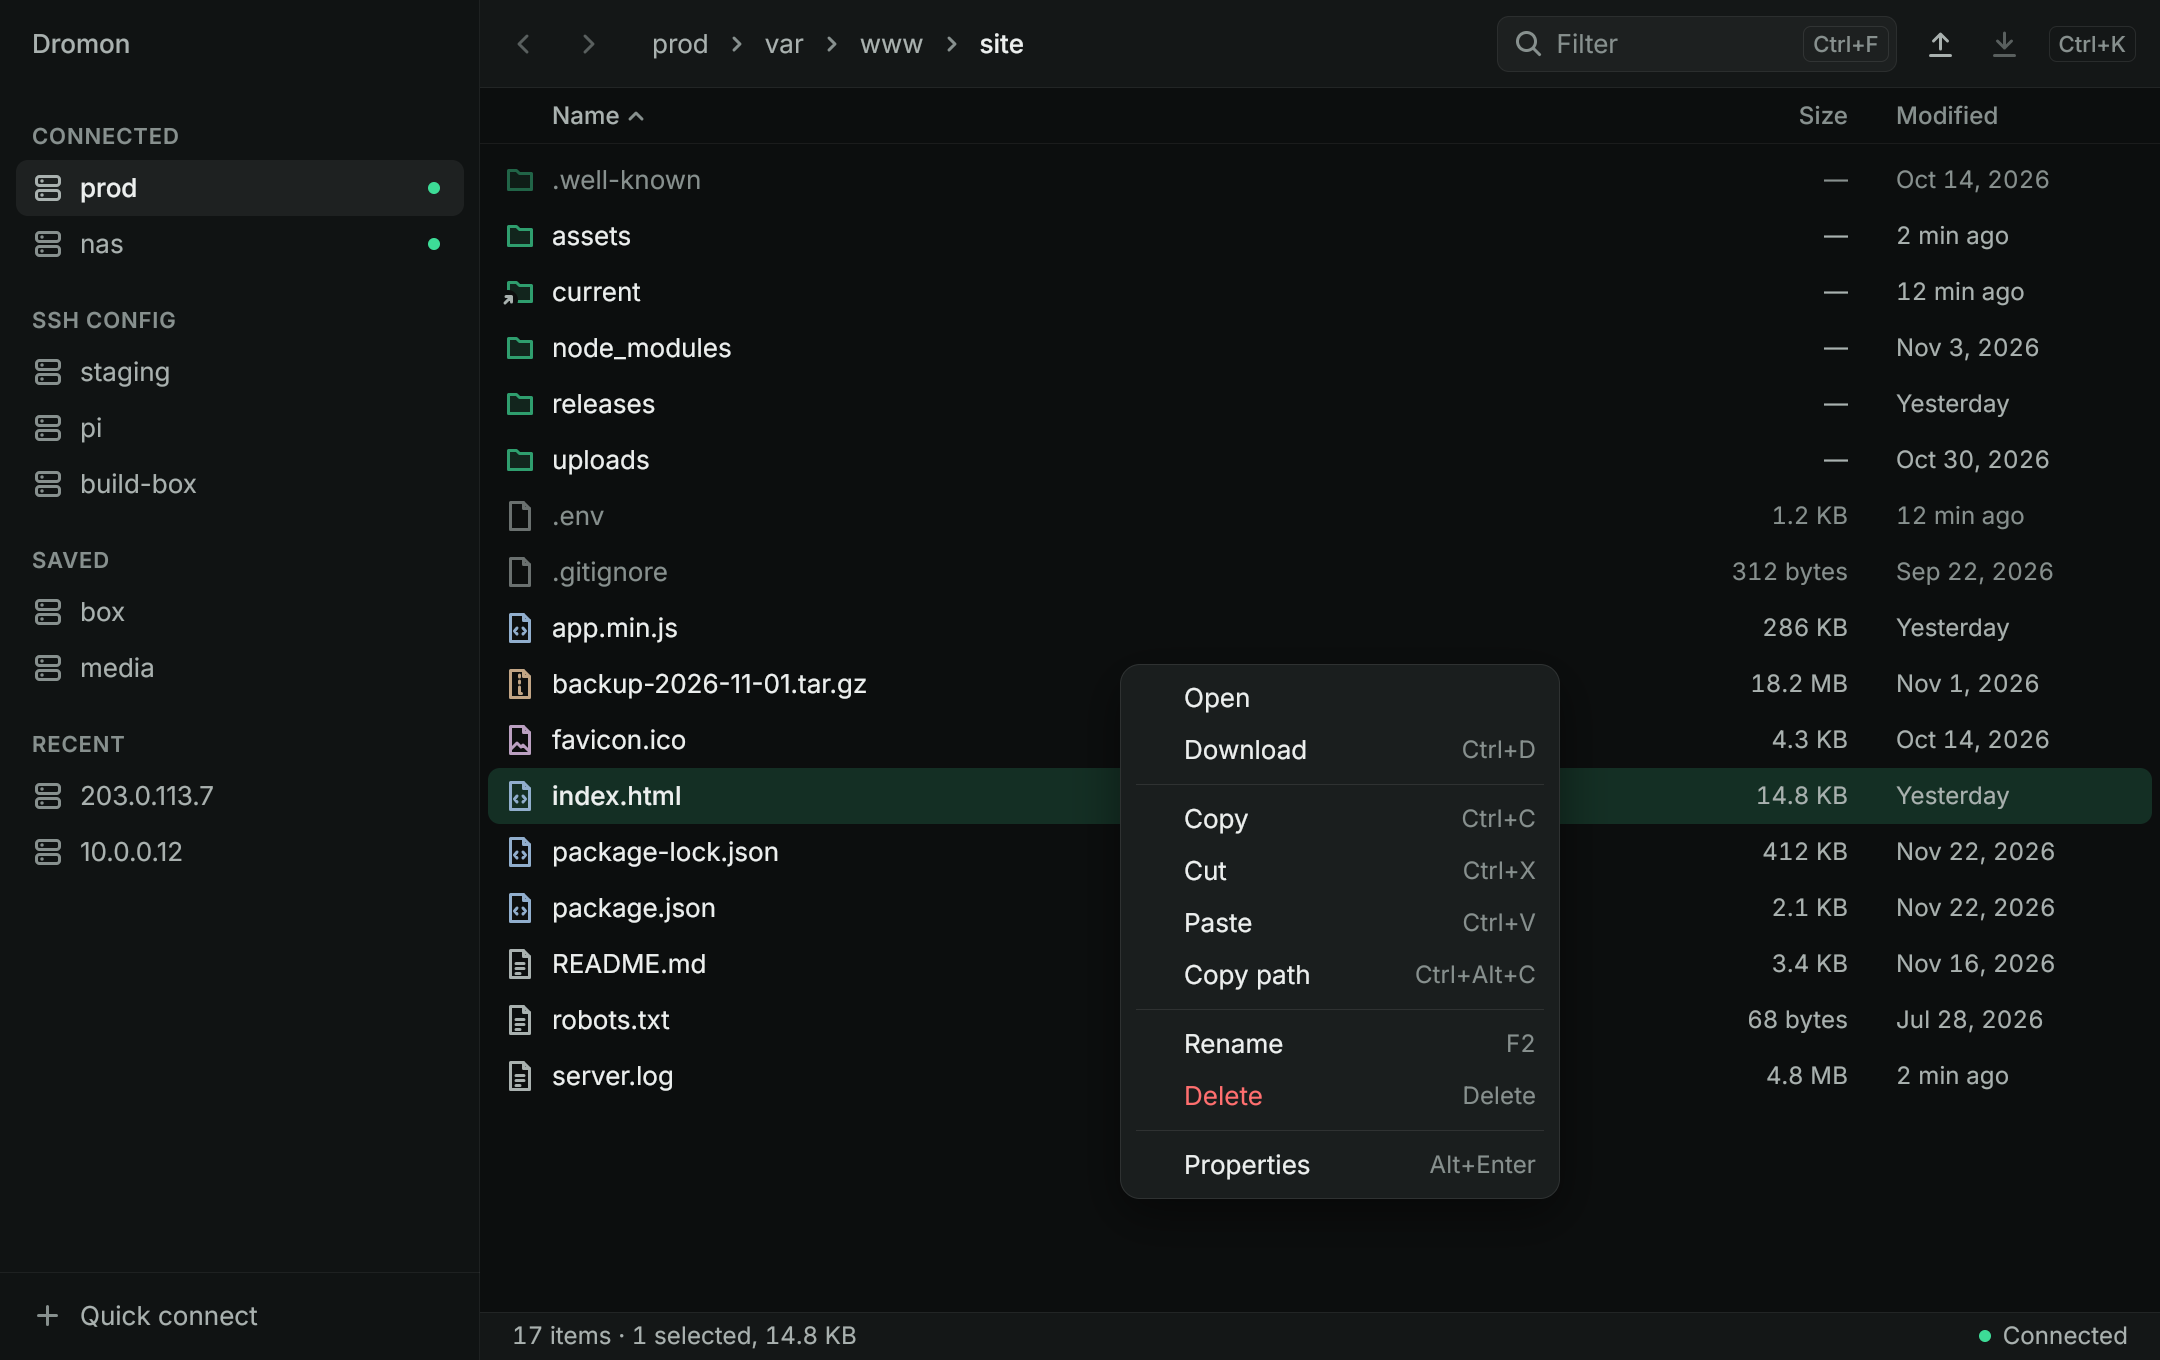 Dromon
prod var www site
Filter Ctrl+F
Ctrl+K
CONNECTED
prod
nas
SSH CONFIG
staging
pi
build-box
SAVED
box
media
RECENT
203.0.113.7
10.0.0.12
Quick connect
Name Size Modified
.well-known — Oct 14, 2026
assets — 2 min ago
current — 12 min ago
node_modules — Nov 3, 2026
releases — Yesterday
uploads — Oct 30, 2026
.env 1.2 KB 12 min ago
.gitignore 312 bytes Sep 22, 2026
app.min.js 286 KB Yesterday
backup-2026-11-01.tar.gz 18.2 MB Nov 1, 2026
favicon.ico 4.3 KB Oct 14, 2026
index.html 14.8 KB Yesterday
package-lock.json 412 KB Nov 22, 2026
package.json 2.1 KB Nov 22, 2026
README.md 3.4 KB Nov 16, 2026
robots.txt 68 bytes Jul 28, 2026
server.log 4.8 MB 2 min ago
Open
Download Ctrl+D
Copy Ctrl+C
Cut Ctrl+X
Paste Ctrl+V
Copy path Ctrl+Alt+C
Rename F2
Delete Delete
Properties Alt+Enter
17 items · 1 selected, 14.8 KB
Connected